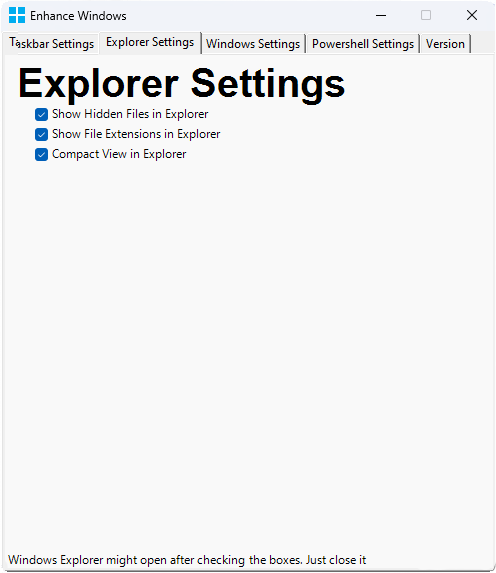 Enhance Windows
Taskbar Settings Explorer Settings Windows Settings Powershell Settings Version
Explorer Settings
Show Hidden Files in Explorer
Show File Extensions in Explorer
Compact View in Explorer
Windows Explorer might open after checking the boxes. Just close it